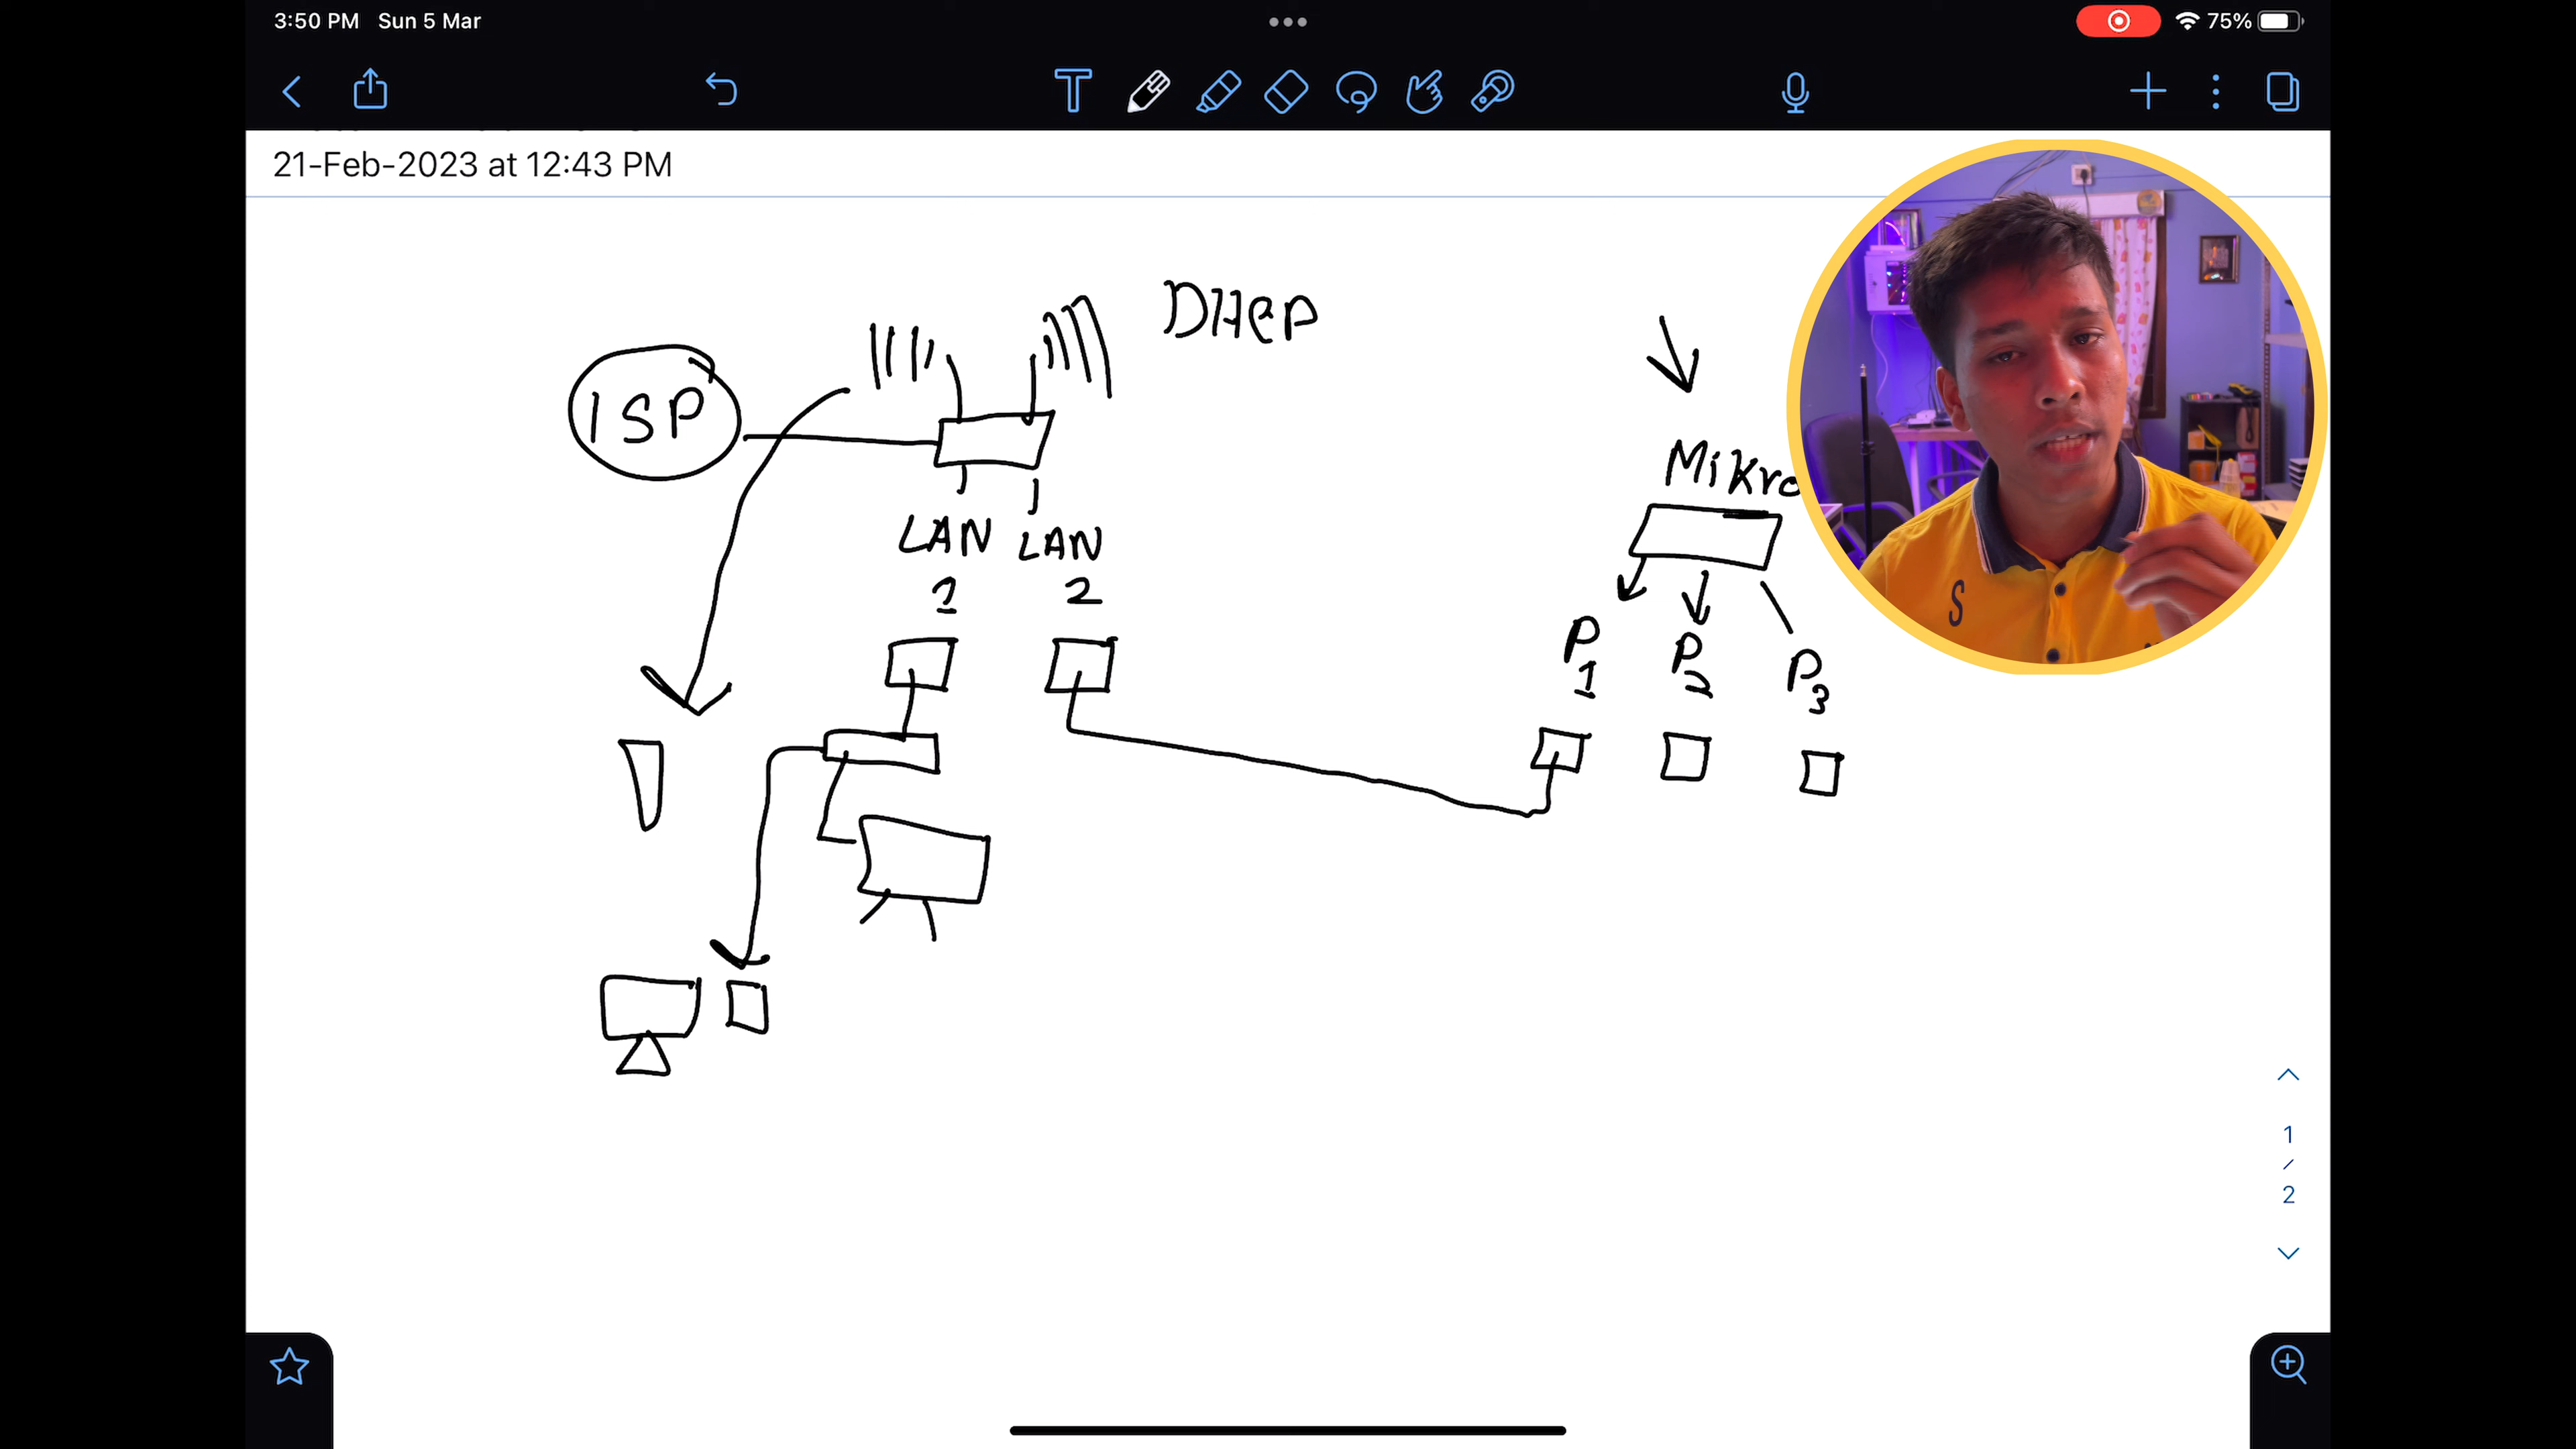 3:50 PM Sun 5 Mar
75%
21-Feb-2023 at 12:43 PM
DHCP
ISP
LAN LAN
1 2
Mikro
P1 P2 P3
S
1
/
2